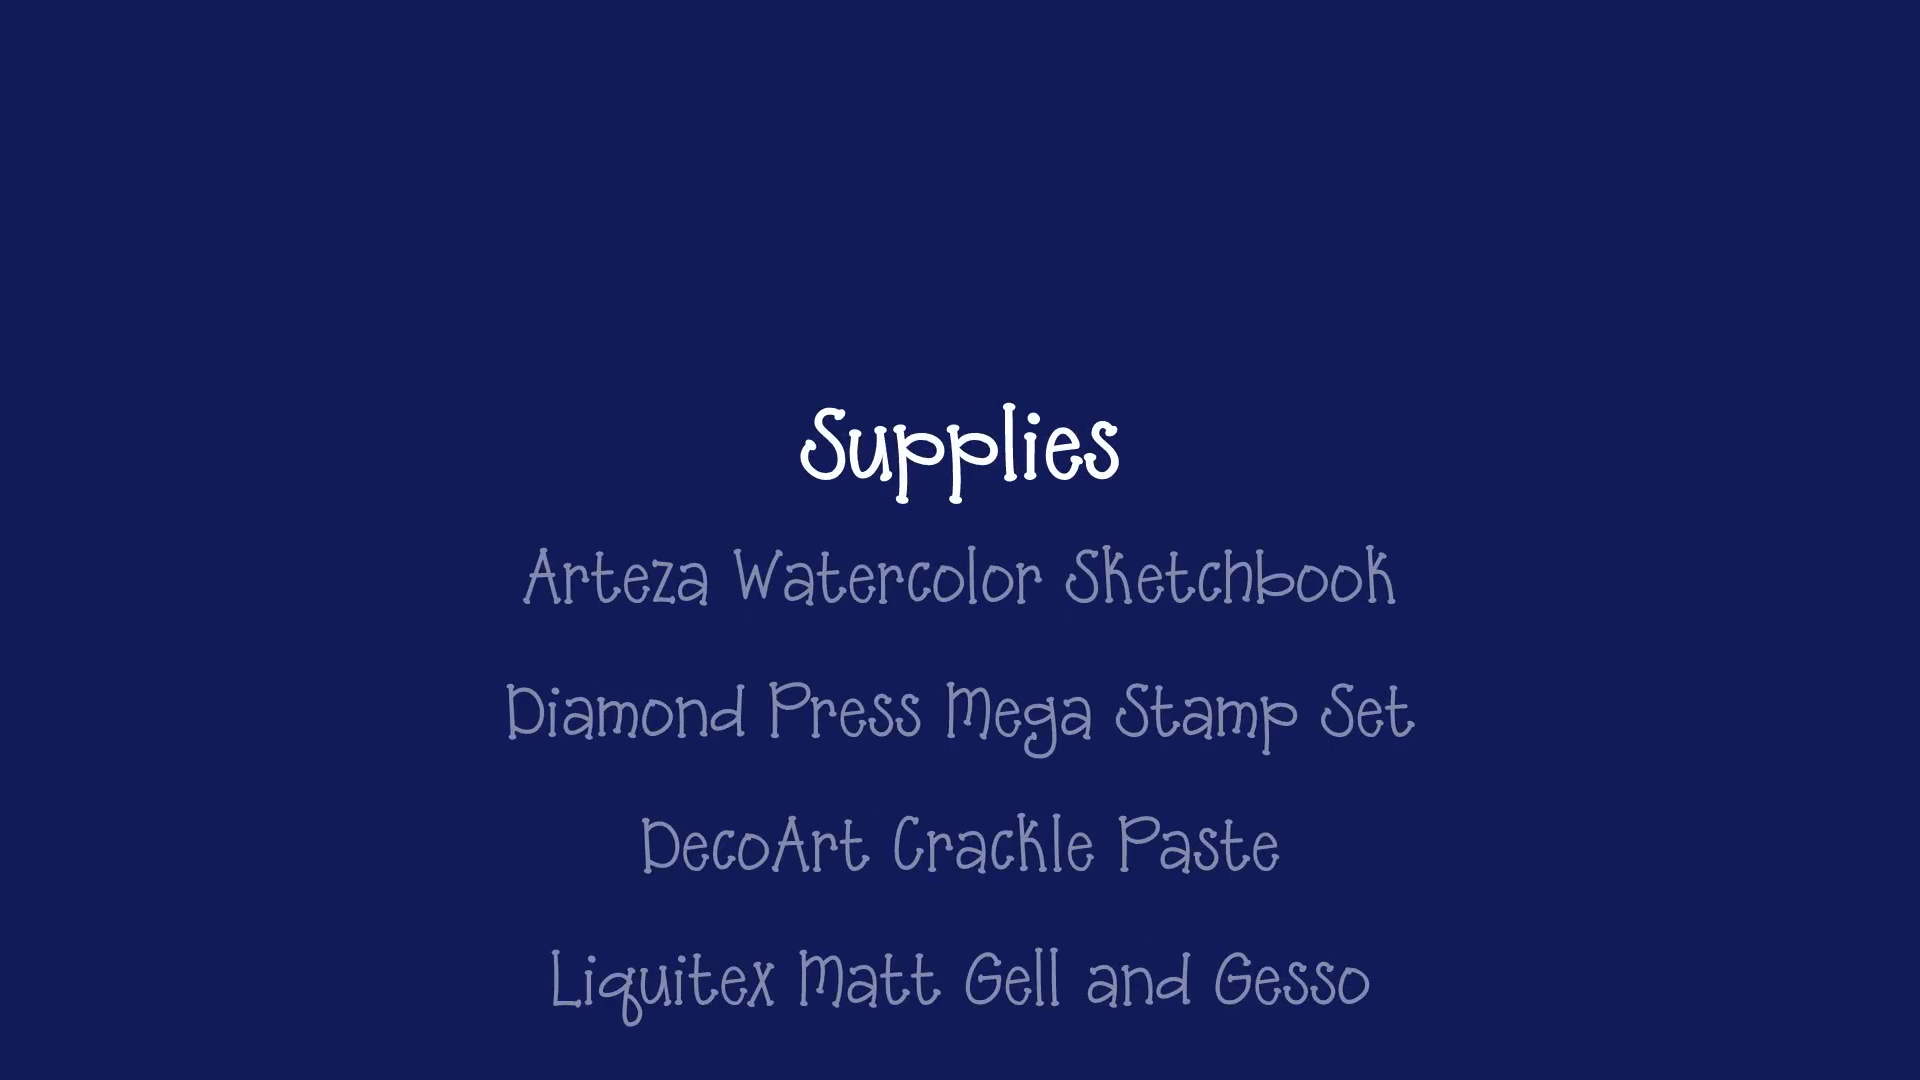 Supplies
Arteza Watercolor Sketchbook
Diamond Press Mega Stamp Set
DecoArt Crackle Paste
Liquitex Matt Gell and Gesso